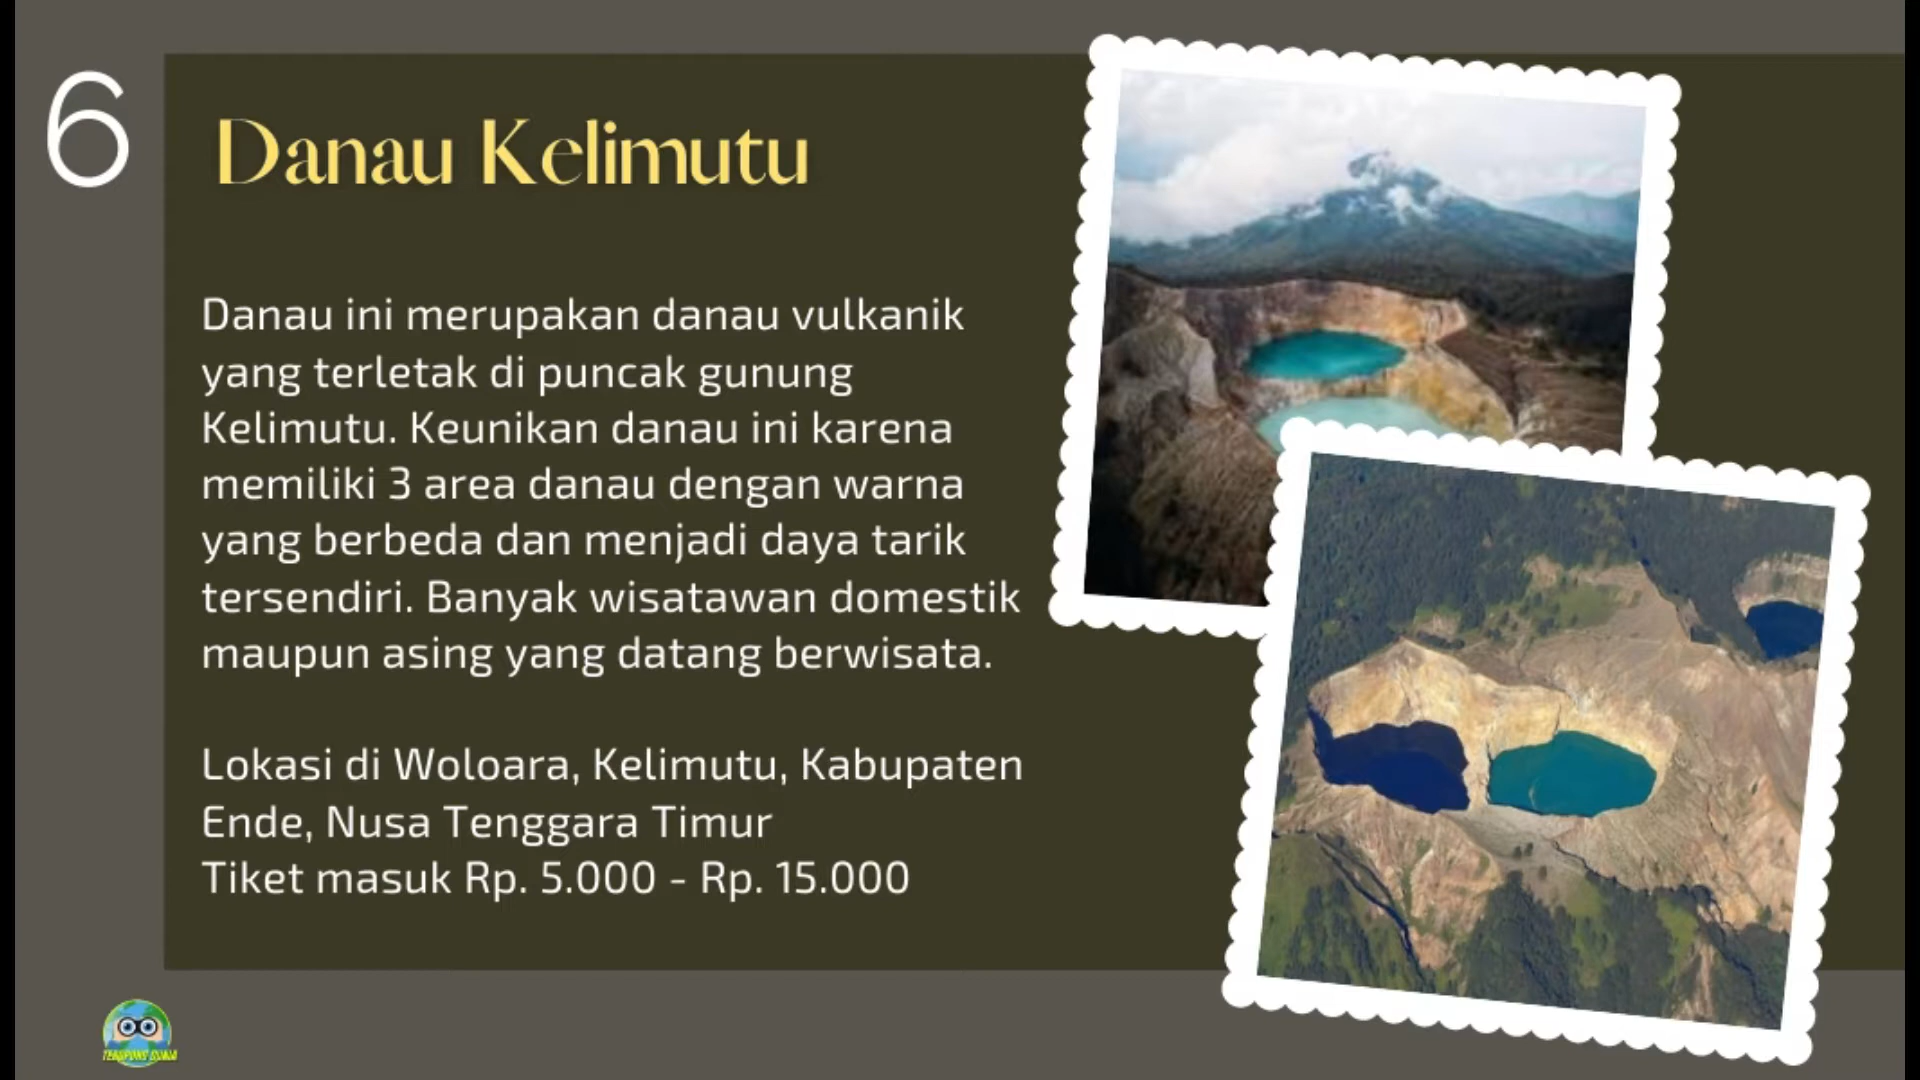 6
Danau Kelimutu
Danau ini merupakan danau vulkanik
yang terletak di puncak gunung
Kelimutu. Keunikan danau ini karena
memiliki 3 area danau dengan warna
yang berbeda dan menjadi daya tarik
tersendiri. Banyak wisatawan domestik
maupun asing yang datang berwisata.
Lokasi di Woloara, Kelimutu, Kabupaten
Ende, Nusa Tenggara Timur
Tiket masuk Rp. 5.000 - Rp. 15.000